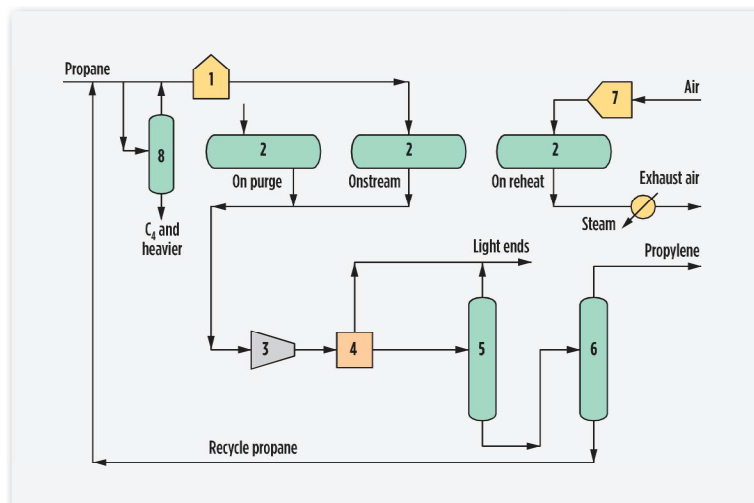 Propane
1
7
Air
8
2
2
2
On purge
Onstream
On reheat
Exhaust air
C₄ and
heavier
Steam
Light ends
Propylene
3
4
5
6
Recycle propane